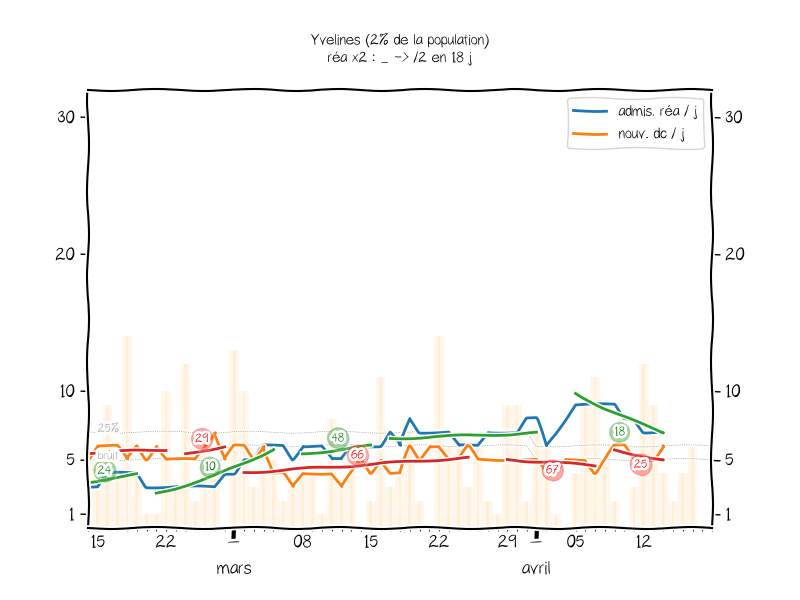 Yvelines (2% de la population)
réa x2 : _ -> /2 en 18 j
admis. réa / j
nouv. dc / j
30 30
20 20
10 10
5 5
1 1
25%
brüit
24
29
10
48
66
67
18
25
15 22 _ 08 15 22 29 _ 05 12
mars avril